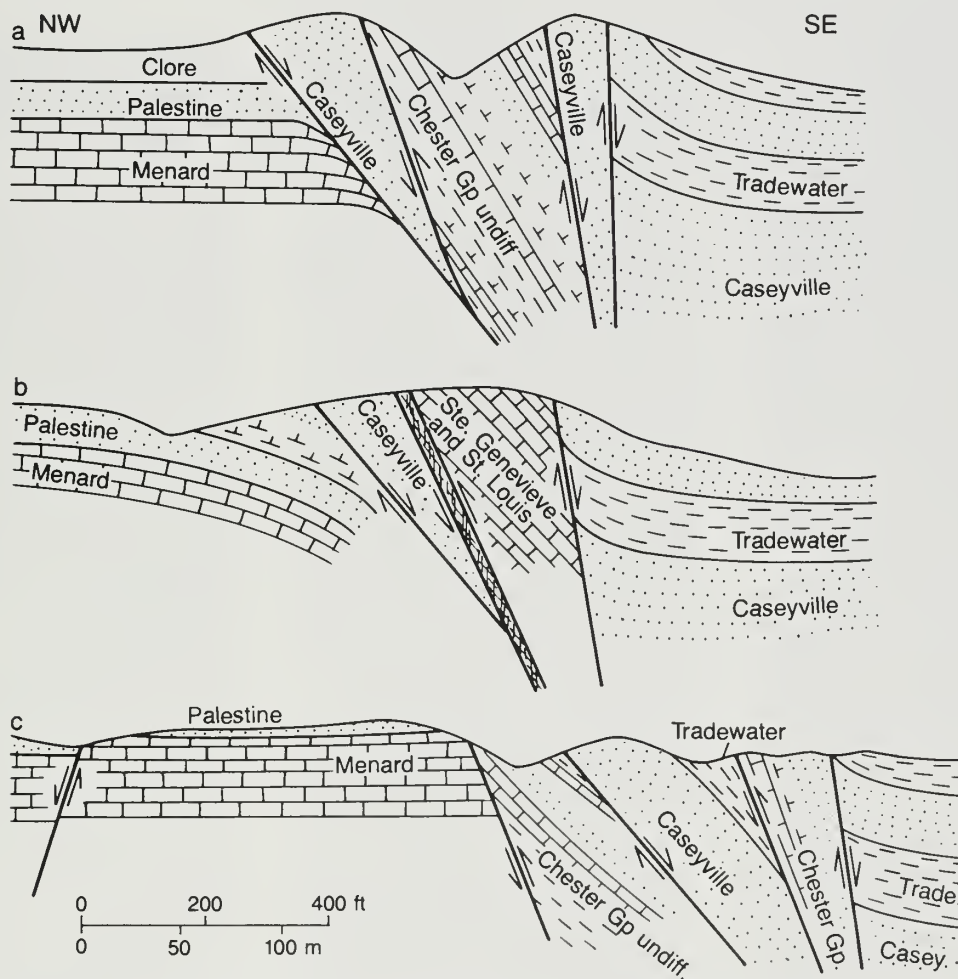 a NW SE
Clore
Palestine
Menard
Caseyville
Chester Gp undiff
Caseyville
Tradewater
Caseyville
b
Palestine
Menard
Caseyville
Ste. Genevieve
and St. Louis
Tradewater
Caseyville
c
Palestine
Menard
Tradewater
Chester Gp undiff.
Caseyville
Chester Gp
Trade.
Casey.
0 200 400 ft
0 50 100 m